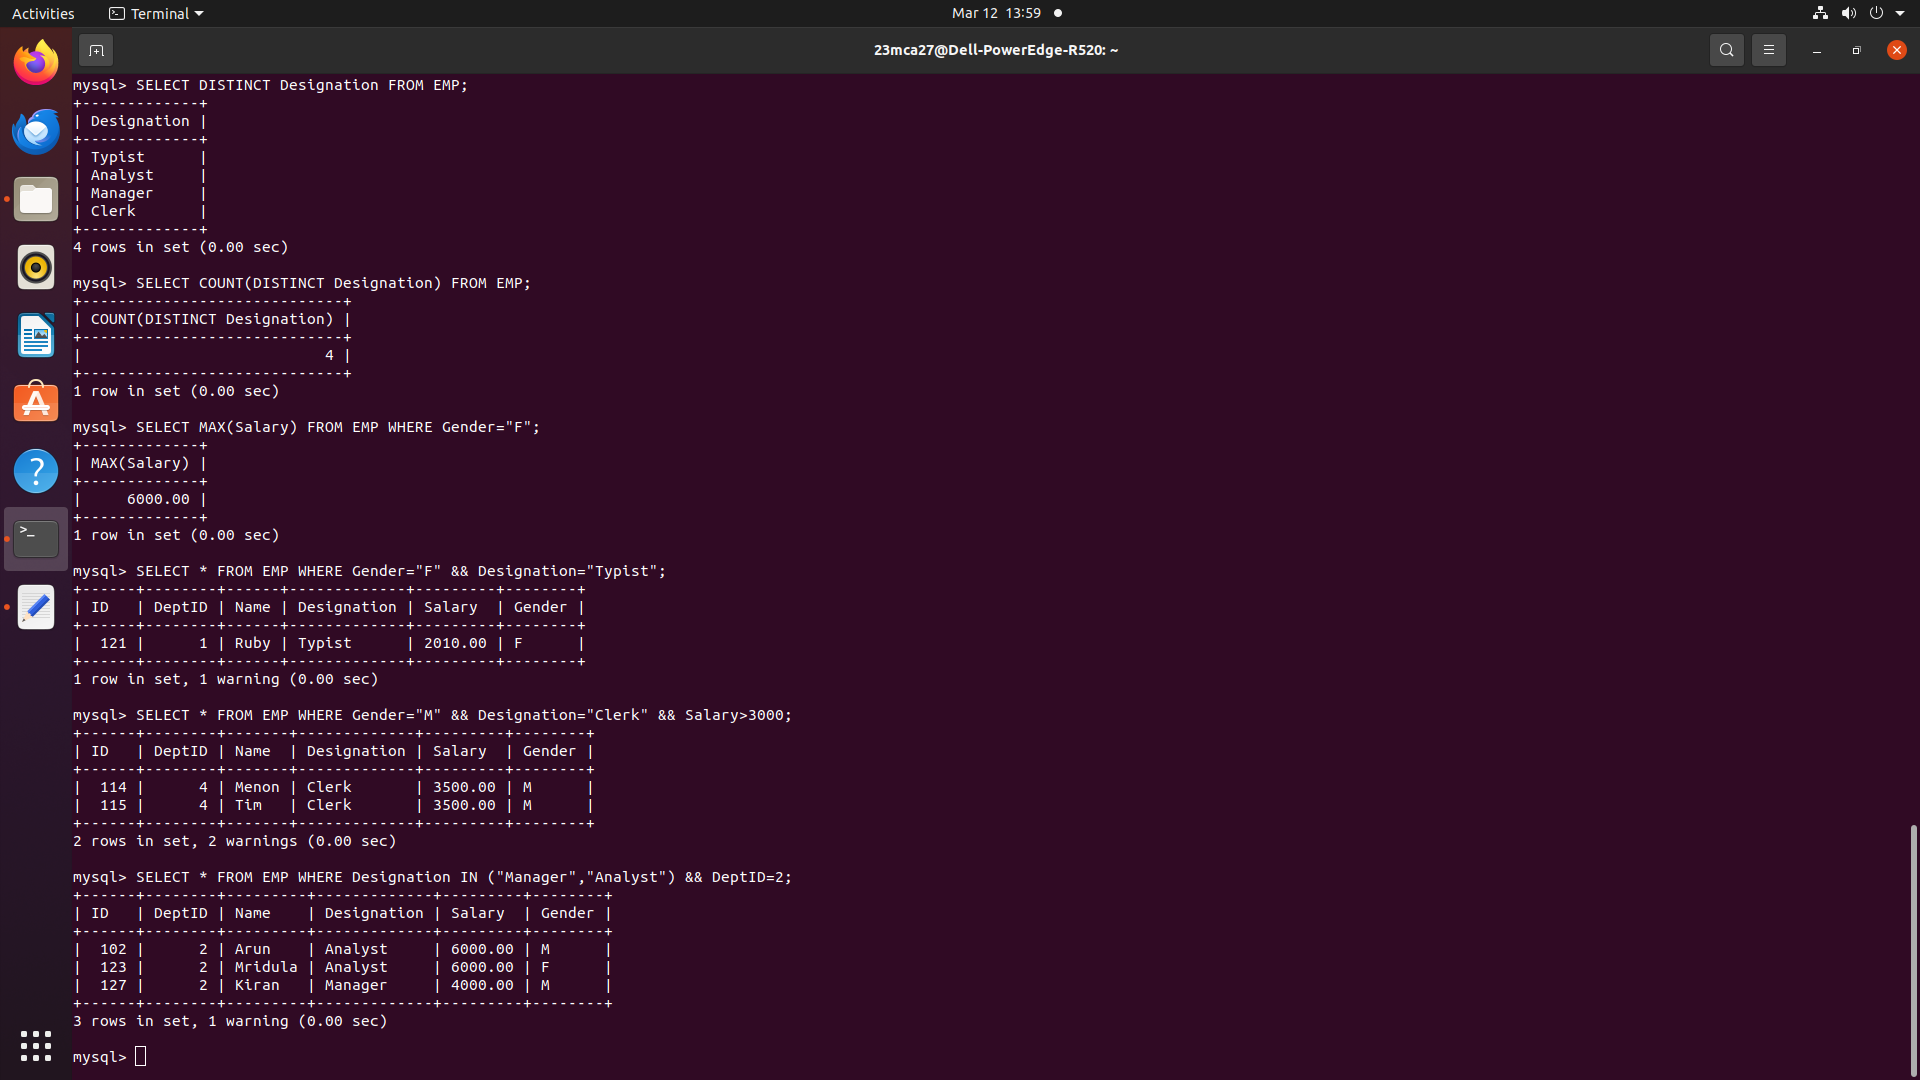 Activities Terminal Mar 12 13:59
23mca27@Dell-PowerEdge-R520: ~
mysql> SELECT DISTINCT Designation FROM EMP;
+-------------+
| Designation |
+-------------+
| Typist      |
| Analyst     |
| Manager     |
| Clerk       |
+-------------+
4 rows in set (0.00 sec)

mysql> SELECT COUNT(DISTINCT Designation) FROM EMP;
+-----------------------------+
| COUNT(DISTINCT Designation) |
+-----------------------------+
|                           4 |
+-----------------------------+
1 row in set (0.00 sec)

mysql> SELECT MAX(Salary) FROM EMP WHERE Gender="F";
+-------------+
| MAX(Salary) |
+-------------+
|     6000.00 |
+-------------+
1 row in set (0.00 sec)

mysql> SELECT * FROM EMP WHERE Gender="F" && Designation="Typist";
+------+--------+------+-------------+---------+--------+
| ID   | DeptID | Name | Designation | Salary  | Gender |
+------+--------+------+-------------+---------+--------+
|  121 |      1 | Ruby | Typist      | 2010.00 | F      |
+------+--------+------+-------------+---------+--------+
1 row in set, 1 warning (0.00 sec)

mysql> SELECT * FROM EMP WHERE Gender="M" && Designation="Clerk" && Salary>3000;
+------+--------+-------+-------------+---------+--------+
| ID   | DeptID | Name  | Designation | Salary  | Gender |
+------+--------+-------+-------------+---------+--------+
|  114 |      4 | Menon | Clerk       | 3500.00 | M      |
|  115 |      4 | Tim   | Clerk       | 3500.00 | M      |
+------+--------+-------+-------------+---------+--------+
2 rows in set, 2 warnings (0.00 sec)

mysql> SELECT * FROM EMP WHERE Designation IN ("Manager","Analyst") && DeptID=2;
+------+--------+---------+-------------+---------+--------+
| ID   | DeptID | Name    | Designation | Salary  | Gender |
+------+--------+---------+-------------+---------+--------+
|  102 |      2 | Arun    | Analyst     | 6000.00 | M      |
|  123 |      2 | Mridula | Analyst     | 6000.00 | F      |
|  127 |      2 | Kiran   | Manager     | 4000.00 | M      |
+------+--------+---------+-------------+---------+--------+
3 rows in set, 1 warning (0.00 sec)

mysql>